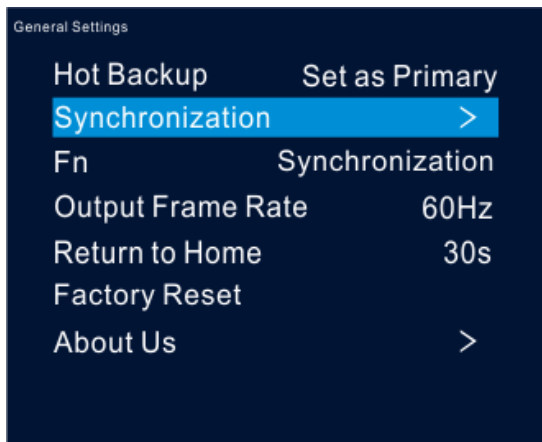 General Settings
Hot Backup Set as Primary
Synchronization >
Fn Synchronization
Output Frame Rate 60Hz
Return to Home 30s
Factory Reset
About Us >